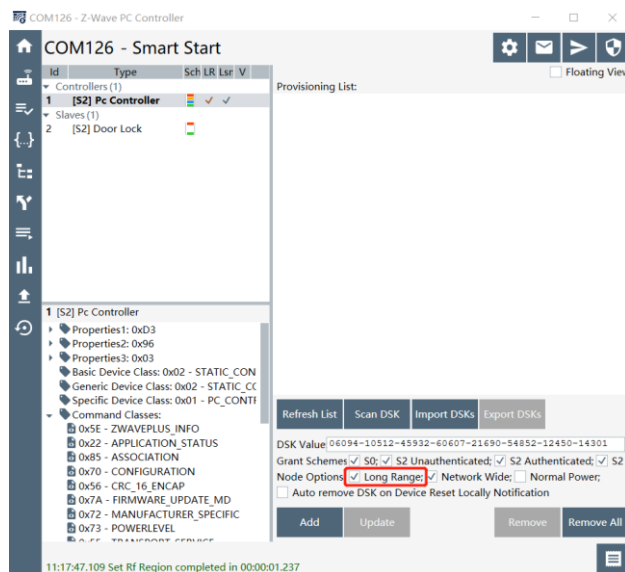 COM126 - Z-Wave PC Controller
COM126 - Smart Start
Id Type Sch LR Lsr V
Floating View
Controllers (1)
Provisioning List:
1 [S2] Pc Controller
Slaves (1)
2 [S2] Door Lock
1 [S2] Pc Controller
Properties1: 0xD3
Properties2: 0x96
Properties3: 0x03
Basic Device Class: 0x02 - STATIC_CON
Generic Device Class: 0x02 - STATIC_CC
Specific Device Class: 0x01 - PC_CONTF
Command Classes:
0x5E - ZWAVEPLUS_INFO
0x22 - APPLICATION_STATUS
0x85 - ASSOCIATION
0x70 - CONFIGURATION
0x56 - CRC_16_ENCAP
0x7A - FIRMWARE_UPDATE_MD
0x72 - MANUFACTURER_SPECIFIC
0x73 - POWERLEVEL
Refresh List Scan DSK Import DSKs Export DSKs
DSK Value 06094-10512-45932-60607-21690-54852-12450-14301
Grant Schemes S0; S2 Unauthenticated; S2 Authenticated; S2
Node Options Long Range; Network Wide; Normal Power;
Auto remove DSK on Device Reset Locally Notification
Add Update Remove Remove All
11:17:47.109 Set Rf Region completed in 00:00:01.237